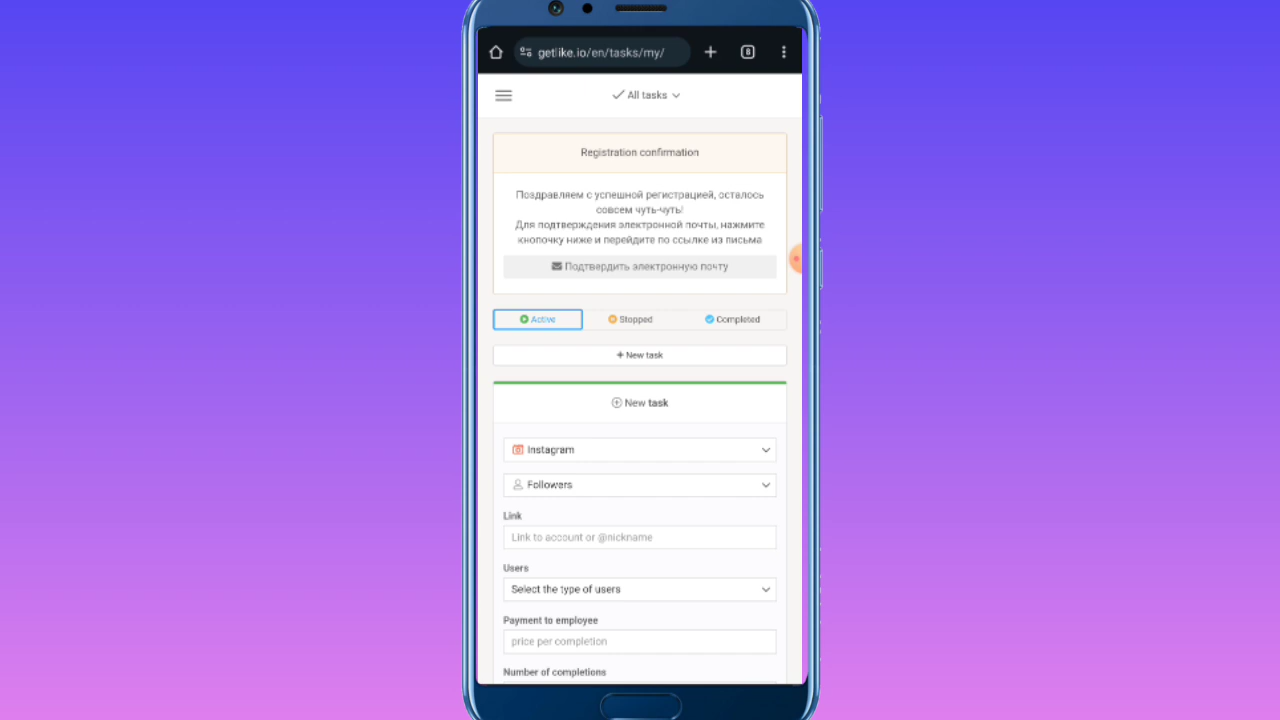 getlike.io/en/tasks/my/
8
All tasks
Registration confirmation
Поздравляем с успешной регистрацией, осталось
совсем чуть-чуть!
Для подтверждения электронной почты, нажмите
кнопочку ниже и перейдите по ссылке из письма
Подтвердить электронную почту
Active Stopped Completed
+ New task
New task
Instagram
Followers
Link
Link to account or @nickname
Users
Select the type of users
Payment to employee
price per completion
Number of completions